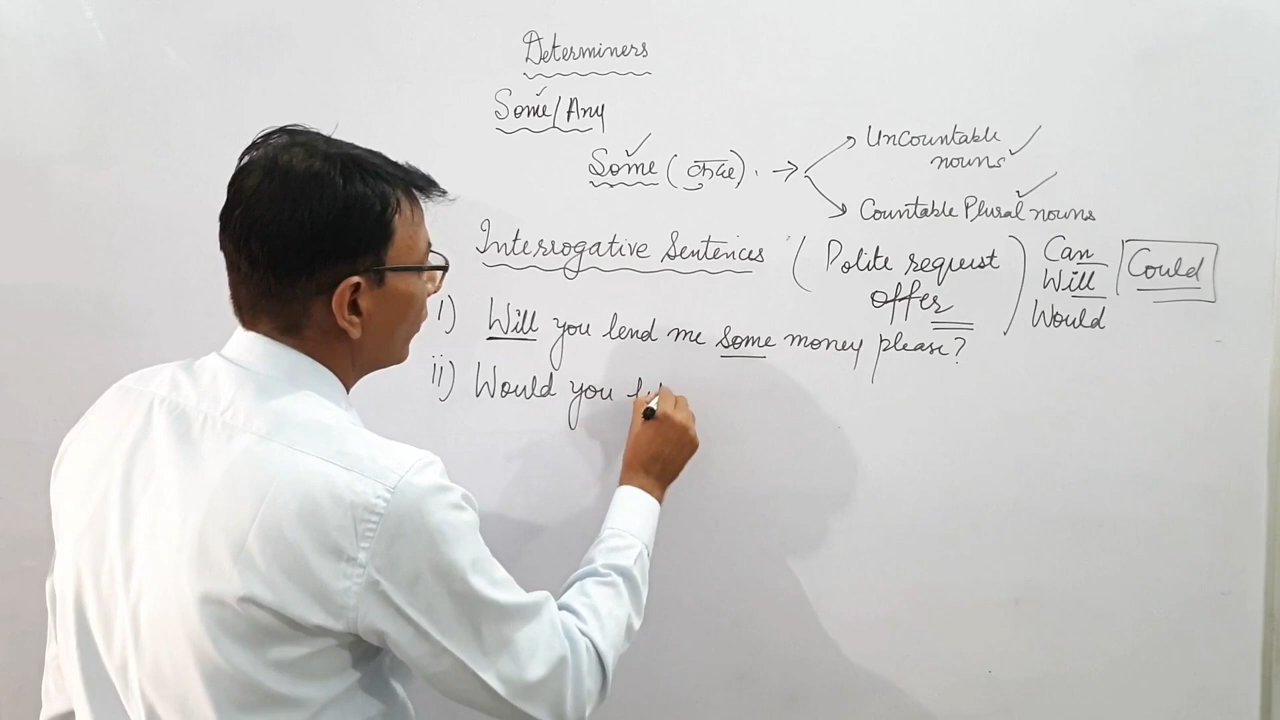 Determiners
Some/Any
Some ( ) . → Uncountable
nouns
Countable Plural nouns
Interrogative Sentences ( Polite request
offer )
Can
Will
Would
Could
i) Will you lend me some money please?
ii) Would you